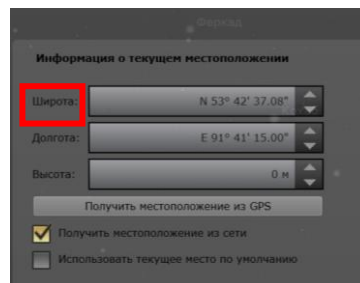 Феркад
Информация о текущем местоположении
Широта: N 53° 42' 37.08"
Долгота: E 91° 41' 15.00"
Высота: 0 м
Получить местоположение из GPS
Получить местоположение из сети
Использовать текущее место по умолчанию